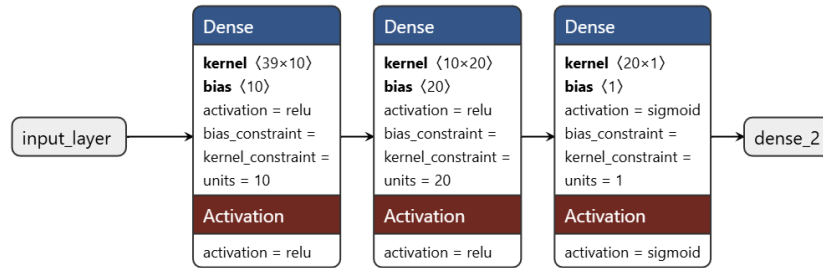 input_layer
Dense
kernel 〈39×10〉
bias 〈10〉
activation = relu
bias_constraint =
kernel_constraint =
units = 10
Activation
activation = relu
Dense
kernel 〈10×20〉
bias 〈20〉
activation = relu
bias_constraint =
kernel_constraint =
units = 20
Activation
activation = relu
Dense
kernel 〈20×1〉
bias 〈1〉
activation = sigmoid
bias_constraint =
kernel_constraint =
units = 1
Activation
activation = sigmoid
dense_2